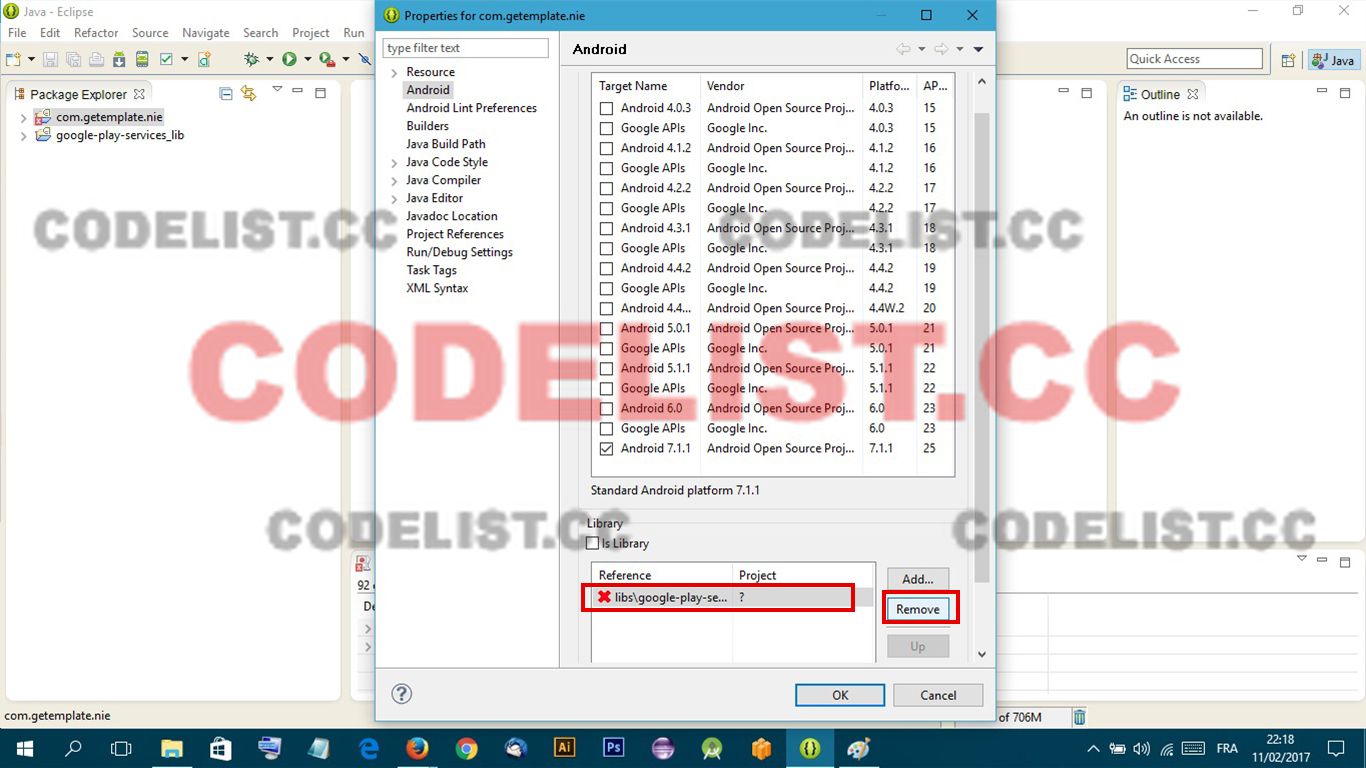 Java - Eclipse
File Edit Refactor Source Navigate Search Project Run
Quick Access
Java
Package Explorer
com.getemplate.nie
google-play-services_lib
Properties for com.getemplate.nie
type filter text
Resource
Android
Android Lint Preferences
Builders
Java Build Path
Java Code Style
Java Compiler
Java Editor
Javadoc Location
Project References
Run/Debug Settings
Task Tags
XML Syntax
Android
Target Name Vendor Platfo... AP...
Android 4.0.3 Android Open Source Proj... 4.0.3 15
Google APIs Google Inc. 4.0.3 15
Android 4.1.2 Android Open Source Proj... 4.1.2 16
Google APIs Google Inc. 4.1.2 16
Android 4.2.2 Android Open Source Proj... 4.2.2 17
Google APIs Google Inc. 4.2.2 17
Android 4.3.1 Android Open Source Proj... 4.3.1 18
Google APIs Google Inc. 4.3.1 18
Android 4.4.2 Android Open Source Proj... 4.4.2 19
Google APIs Google Inc. 4.4.2 19
Android 4.4... Android Open Source Proj... 4.4W.2 20
Android 5.0.1 Android Open Source Proj... 5.0.1 21
Google APIs Google Inc. 5.0.1 21
Android 5.1.1 Android Open Source Proj... 5.1.1 22
Google APIs Google Inc. 5.1.1 22
Android 6.0 Android Open Source Proj... 6.0 23
Google APIs Google Inc. 6.0 23
Android 7.1.1 Android Open Source Proj... 7.1.1 25
Standard Android platform 7.1.1
Library
Is Library
Reference Project
libs\google-play-se... ?
Add...
Remove
Up
OK
Cancel
Outline
An outline is not available.
92
De
com.getemplate.nie
of 706M
CODELIST.CC
CODELIST.CC
CODELIST.CC
CODELIST.CC
CODELIST.CC
Ai
Ps
FRA
22:18
11/02/2017